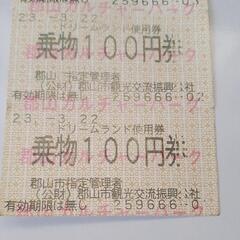 23.-3.22
ドリームランド使用券
乗物100円券
郡山市指定管理者
(公財)郡山市観光交流振興公社
有効期限は無し 259666-03
23.-3.22
ドリームランド使用券
乗物100円券
郡山市指定管理者
(公財)郡山市観光交流振興公社
有効期限は無し 259666-0